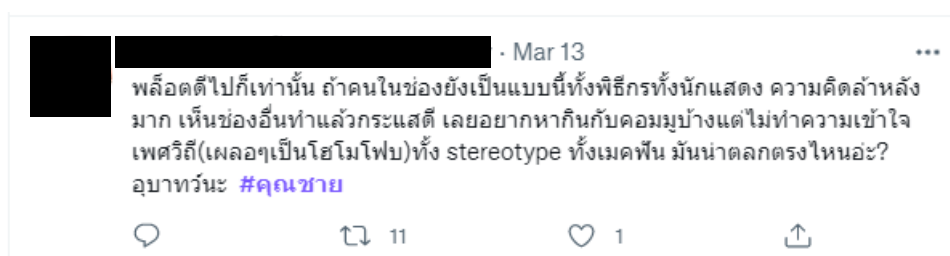 · Mar 13
พล็อตดีไปก็เท่านั้น ถ้าคนในช่องยังเป็นแบบนี้ทั้งพิธีกรทั้งนักแสดง ความคิดล้าหลัง
มาก เห็นช่องอื่นทำแล้วกระแสดี เลยอยากหากินกับคอมมูบ้างแต่ไม่ทำความเข้าใจ
เพศวิถี(เผลอๆเป็นโฮโมโฟบ)ทั้ง stereotype ทั้งเมคฟัน มันน่าตลกตรงไหนอ่ะ?
อุบาทว์นะ #คุณชาย
11 1